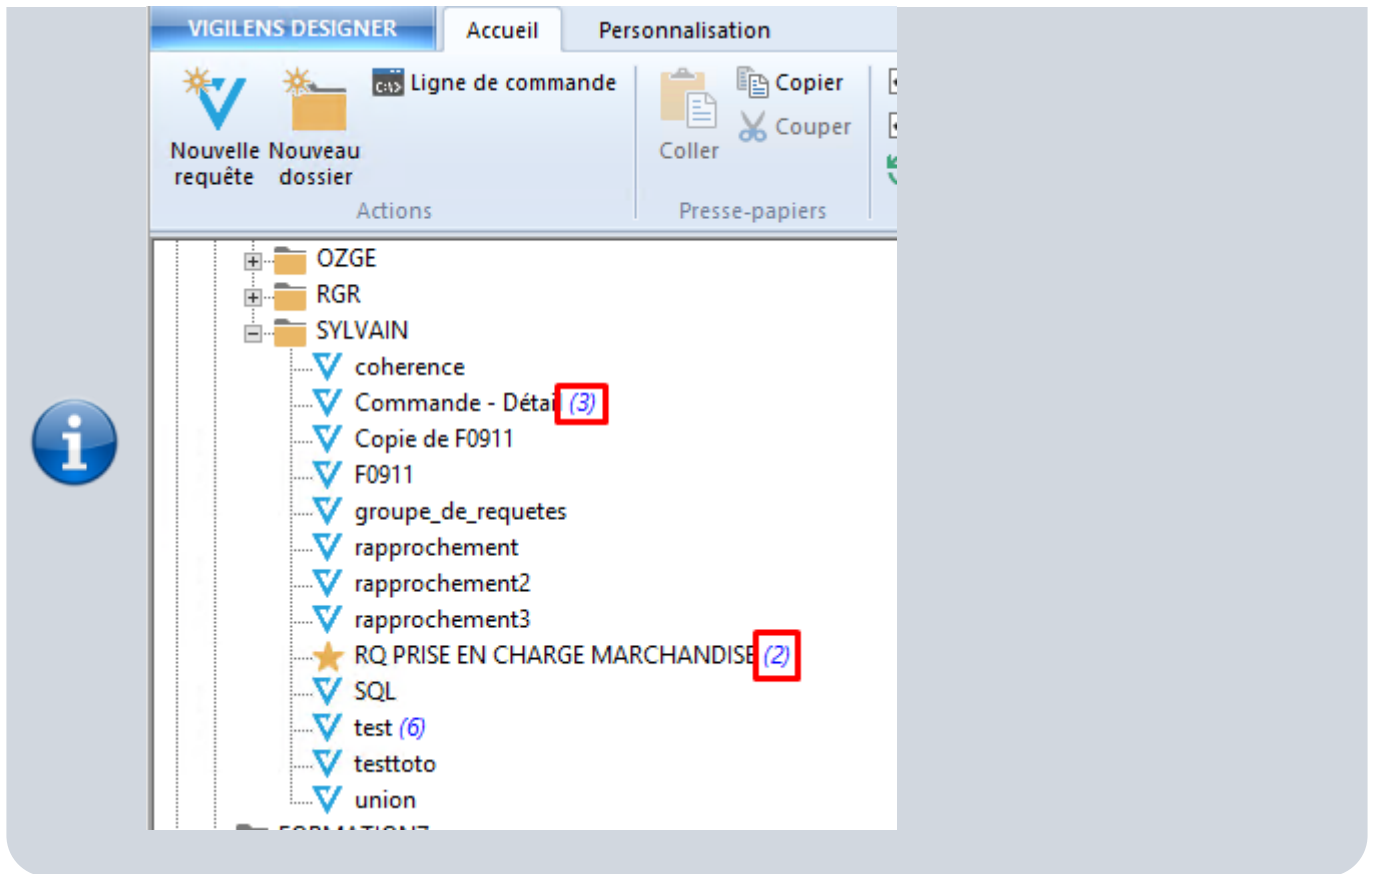 VIGILENS DESIGNER Accueil Personnalisation
Ligne de commande
Copier
Couper
Nouvelle requête
Nouveau dossier
Coller
Actions
Presse-papiers
OZGE
RGR
SYLVAIN
coherence
Commande - Détail (3)
Copie de F0911
F0911
groupe_de_requetes
rapprochement
rapprochement2
rapprochement3
RQ PRISE EN CHARGE MARCHANDISE (2)
SQL
test (6)
testtoto
union